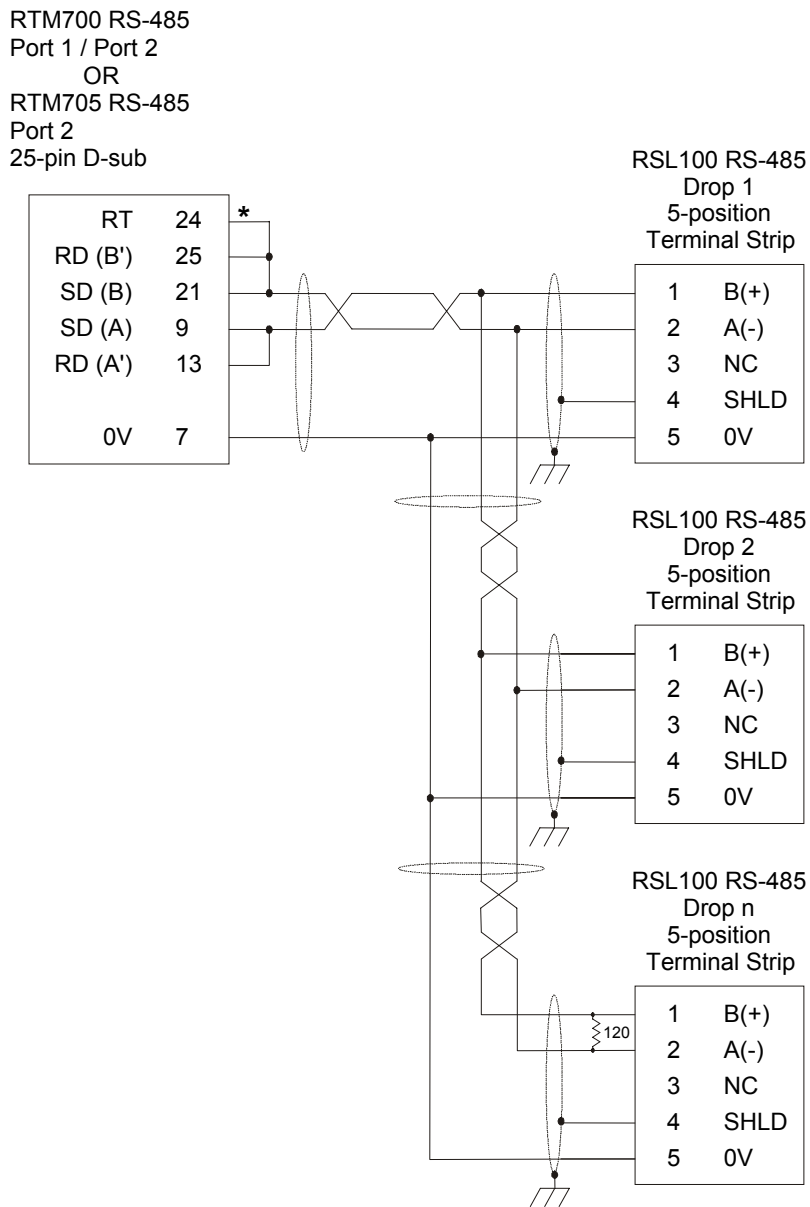 RTM700 RS-485
Port 1 / Port 2
OR
RTM705 RS-485
Port 2
25-pin D-sub
RT 24 *
RD (B') 25
SD (B) 21
SD (A) 9
RD (A') 13
0V 7
RSL100 RS-485
Drop 1
5-position
Terminal Strip
1 B(+)
2 A(-)
3 NC
4 SHLD
5 0V
RSL100 RS-485
Drop 2
5-position
Terminal Strip
1 B(+)
2 A(-)
3 NC
4 SHLD
5 0V
RSL100 RS-485
Drop n
5-position
Terminal Strip
120
1 B(+)
2 A(-)
3 NC
4 SHLD
5 0V